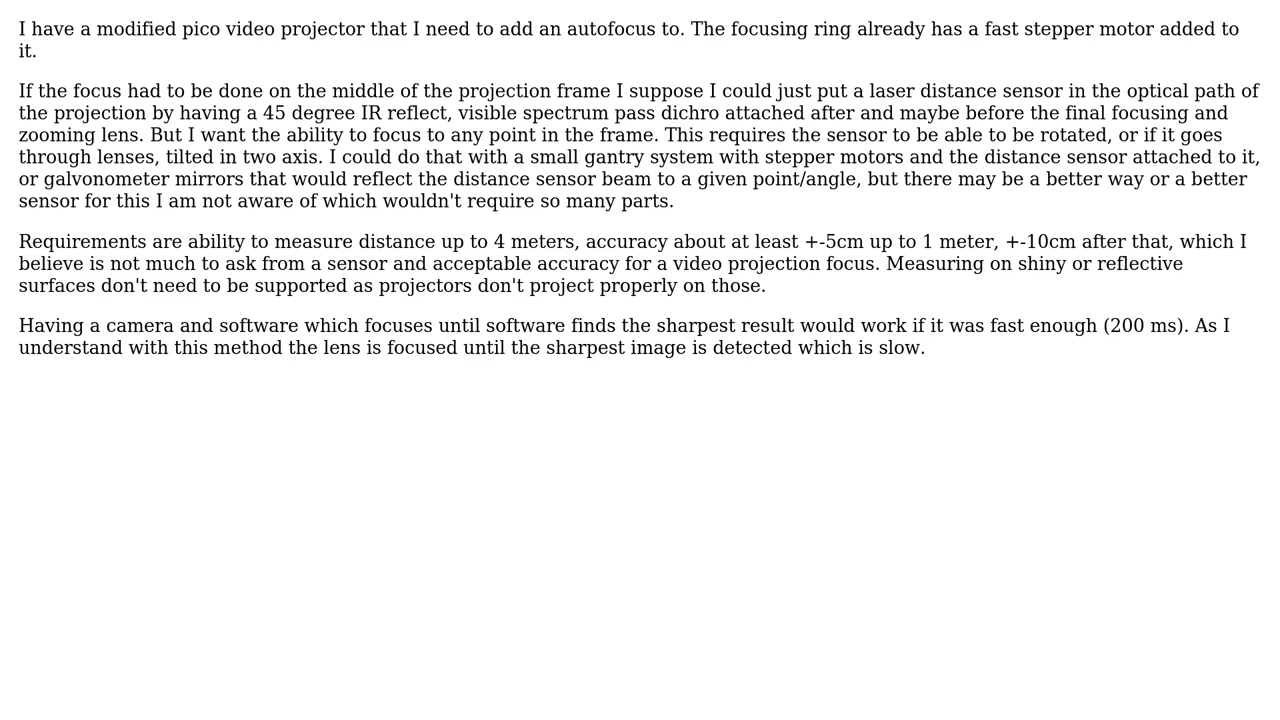 I have a modified pico video projector that I need to add an autofocus to. The focusing ring already has a fast stepper motor added to
it.
If the focus had to be done on the middle of the projection frame I suppose I could just put a laser distance sensor in the optical path of
the projection by having a 45 degree IR reflect, visible spectrum pass dichro attached after and maybe before the final focusing and
zooming lens. But I want the ability to focus to any point in the frame. This requires the sensor to be able to be rotated, or if it goes
through lenses, tilted in two axis. I could do that with a small gantry system with stepper motors and the distance sensor attached to it,
or galvonometer mirrors that would reflect the distance sensor beam to a given point/angle, but there may be a better way or a better
sensor for this I am not aware of which wouldn't require so many parts.
Requirements are ability to measure distance up to 4 meters, accuracy about at least +-5cm up to 1 meter, +-10cm after that, which I
believe is not much to ask from a sensor and acceptable accuracy for a video projection focus. Measuring on shiny or reflective
surfaces don't need to be supported as projectors don't project properly on those.
Having a camera and software which focuses until software finds the sharpest result would work if it was fast enough (200 ms). As I
understand with this method the lens is focused until the sharpest image is detected which is slow.